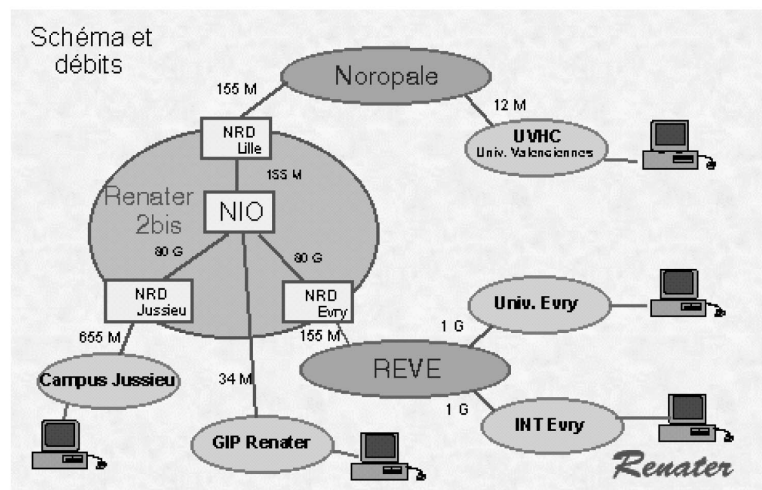 Schéma et
débits
155 M
Noropale
12 M
NRD
Lille
UVHC
Univ. Valenciennes
155 M
Renater
2bis
NIO
80 G
80 G
NRD
Jussieu
NRD
Evry
Univ. Evry
655 M
155 M
1 G
REVE
Campus Jussieu
34 M
1 G
GIP Renater
INT Evry
Renater